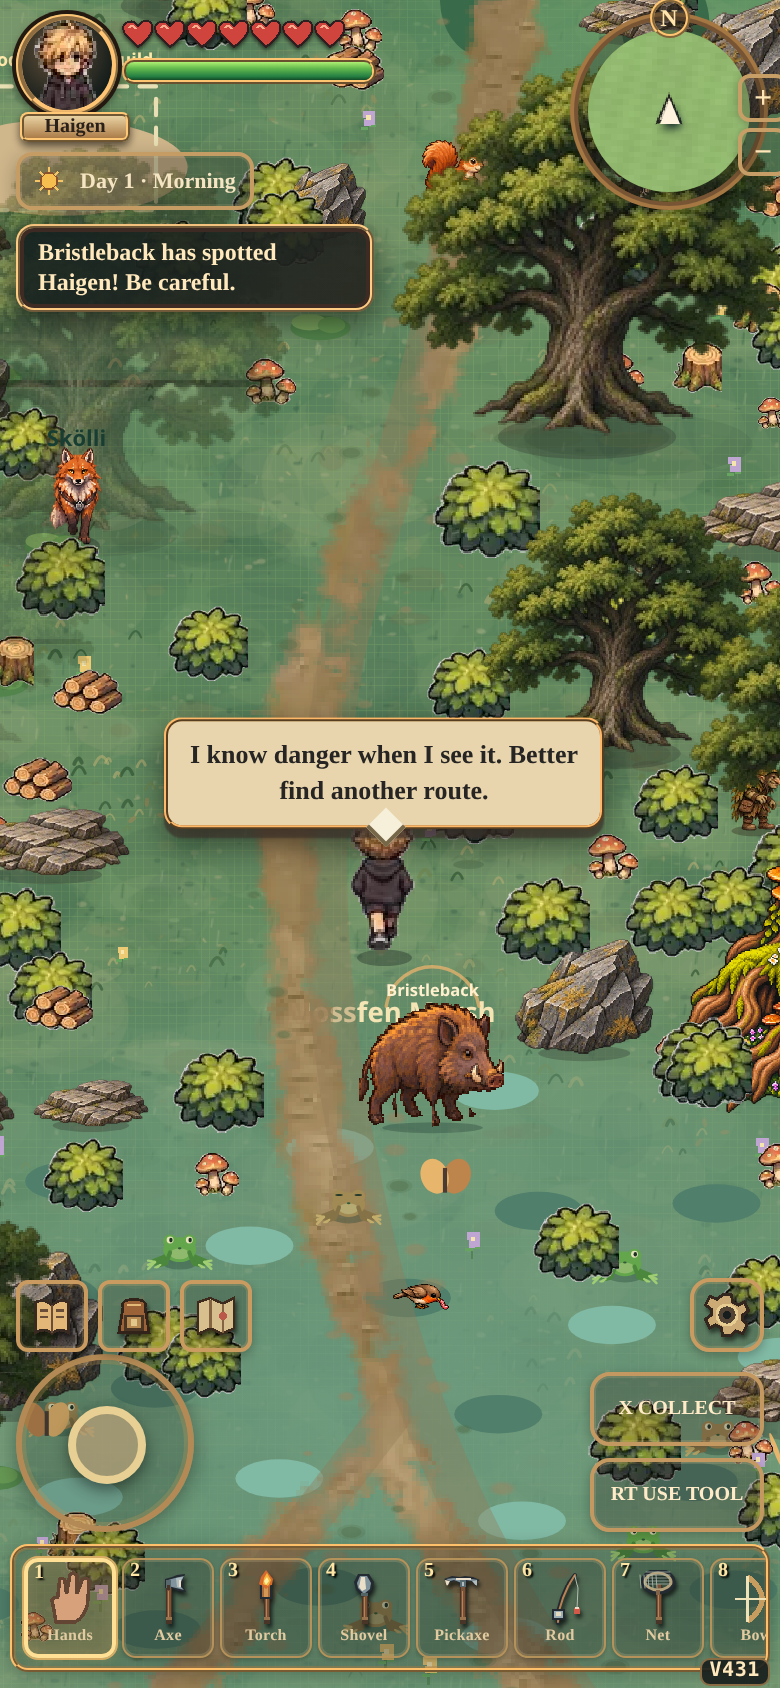 N
Haigen
+
−
Day 1 · Morning
Bristleback has spotted
Haigen! Be careful.
Skölli
I know danger when I see it. Better
find another route.
Bristleback
X COLLECT
RT USE TOOL
1
2
3
4
5
6
7
8
Hands
Axe
Torch
Shovel
Pickaxe
Rod
Net
Bow
V431